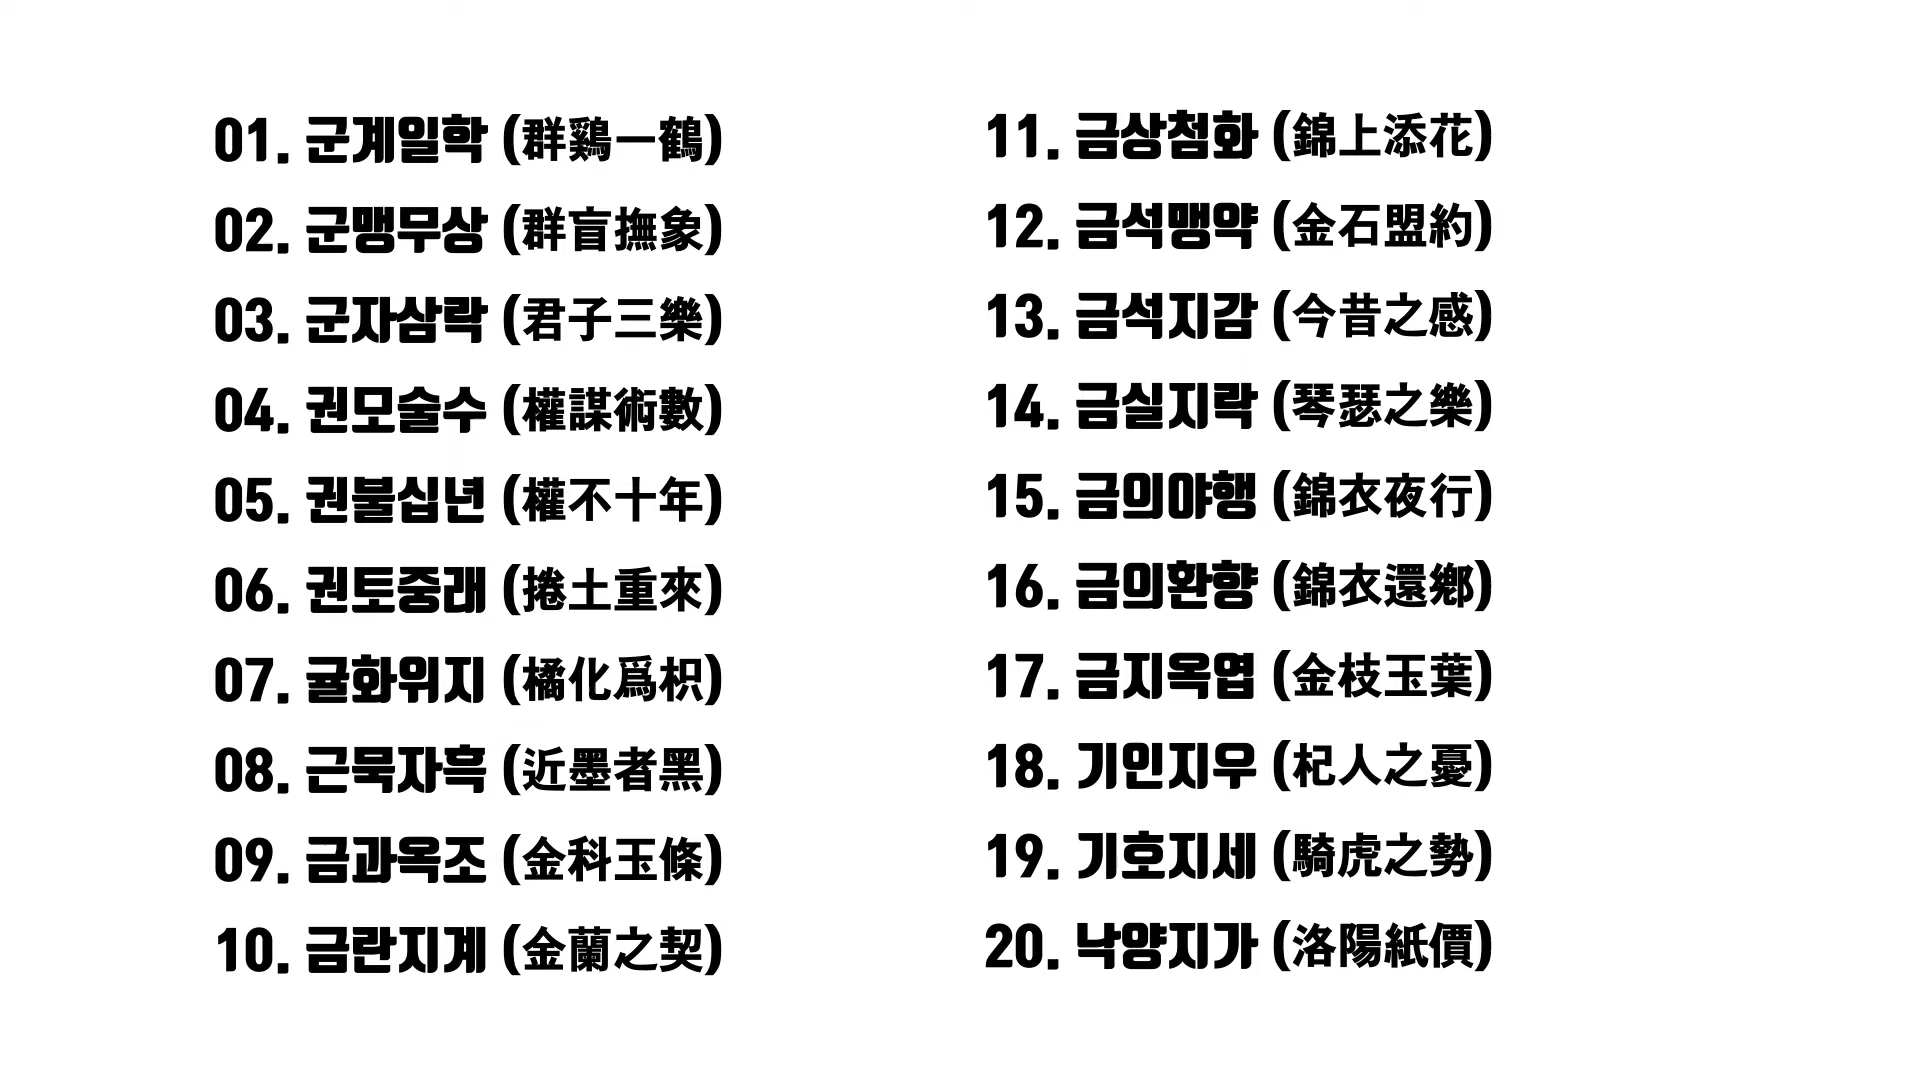 01. 군계일학 (群鷄一鶴)
02. 군맹무상 (群盲撫象)
03. 군자삼락 (君子三樂)
04. 권모술수 (權謀術數)
05. 권불십년 (權不十年)
06. 권토중래 (捲土重來)
07. 귤화위지 (橘化爲枳)
08. 근묵자흑 (近墨者黑)
09. 금과옥조 (金科玉條)
10. 금란지계 (金蘭之契)
11. 금상첨화 (錦上添花)
12. 금석맹약 (金石盟約)
13. 금석지감 (今昔之感)
14. 금실지락 (琴瑟之樂)
15. 금의야행 (錦衣夜行)
16. 금의환향 (錦衣還鄕)
17. 금지옥엽 (金枝玉葉)
18. 기인지우 (杞人之憂)
19. 기호지세 (騎虎之勢)
20. 낙양지가 (洛陽紙價)